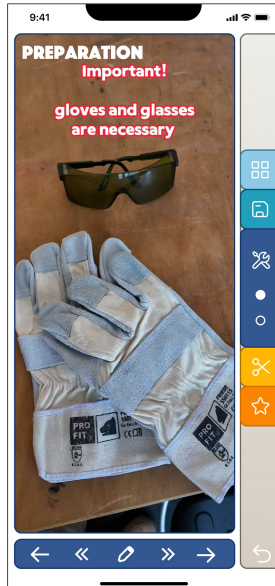 9:41
PREPARATION
Important!
gloves and glasses
are necessary
PRO
FIT
PRO
FIT